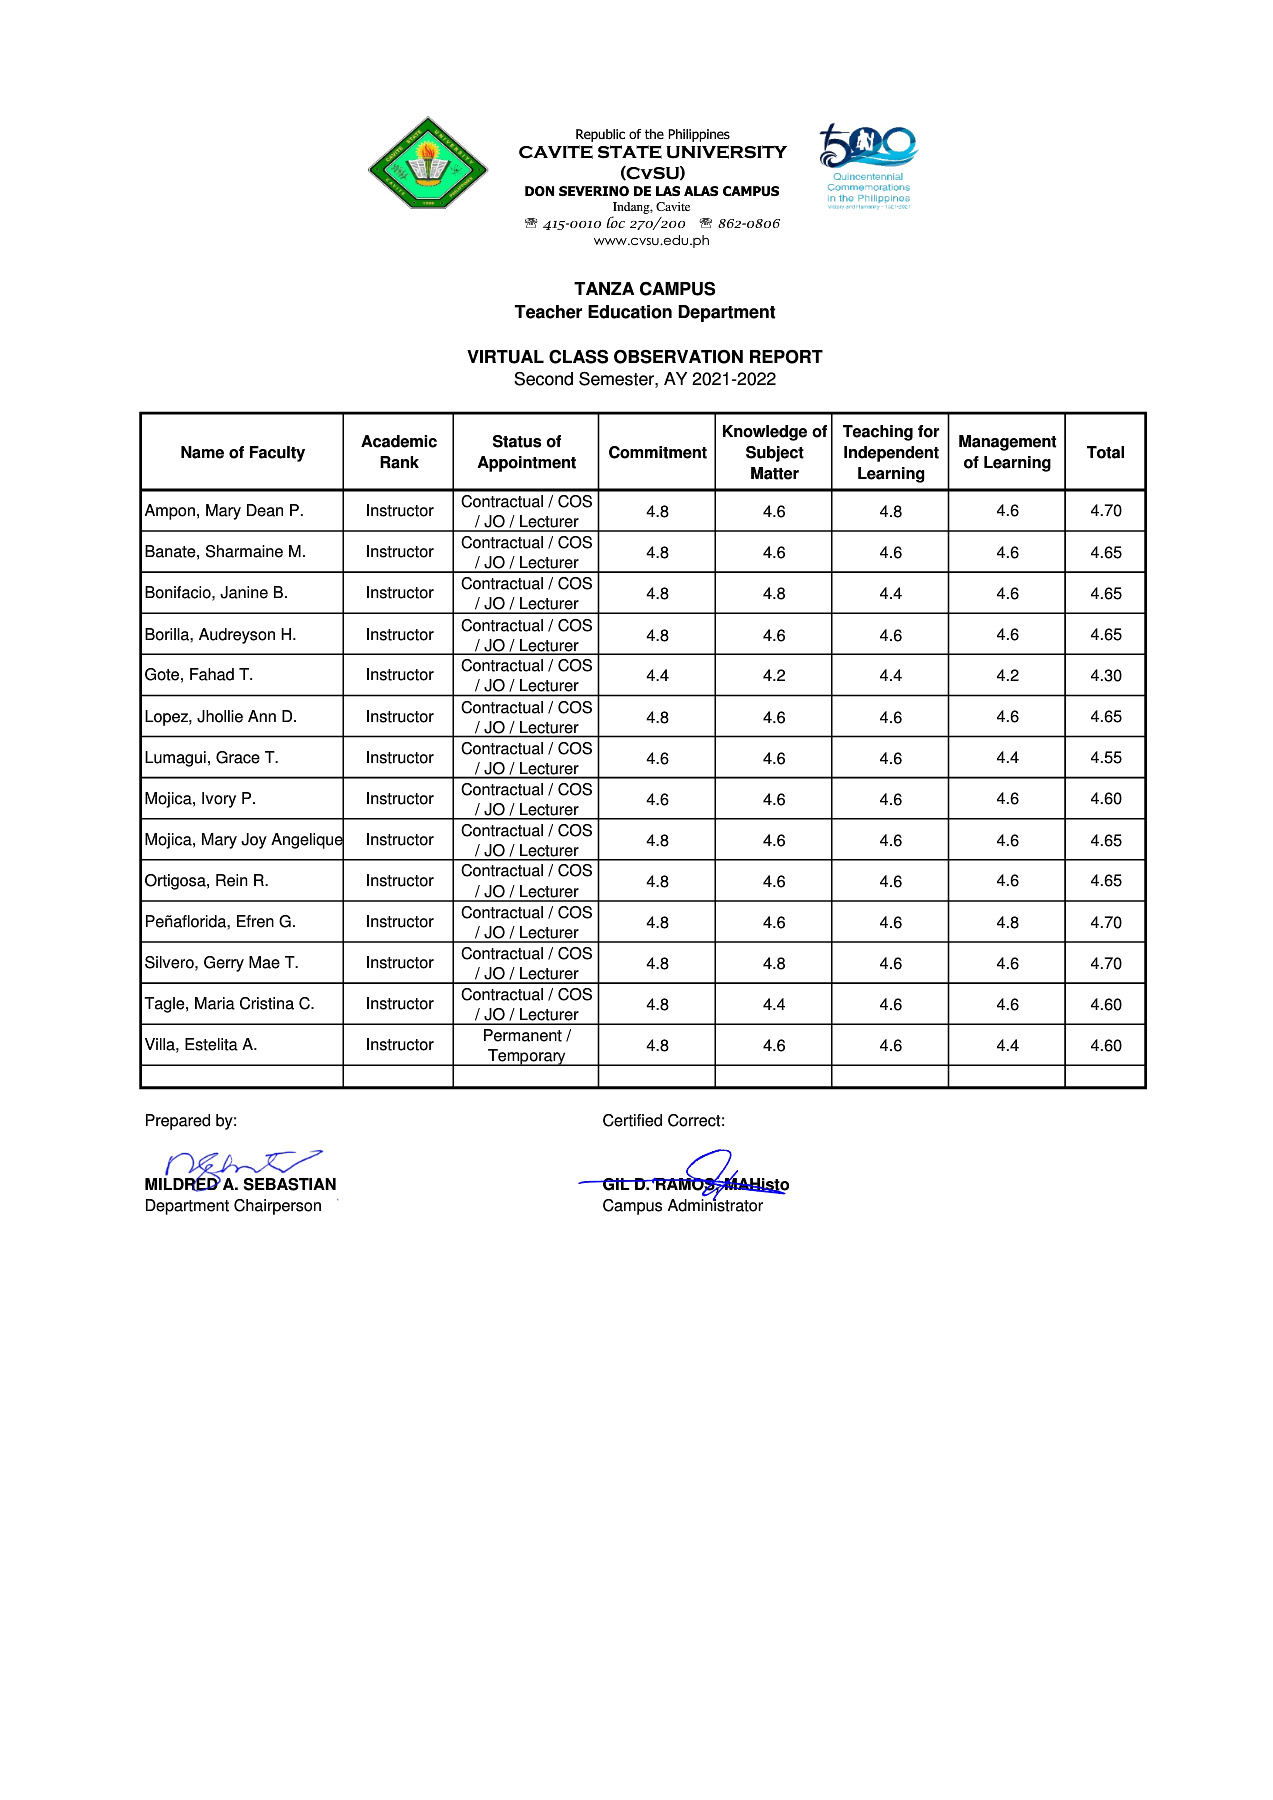 CAVITE STATE UNIVERSITY
CAVITE PHILIPPINES
1906
Republic of the Philippines
CAVITE STATE UNIVERSITY
(CvSU)
DON SEVERINO DE LAS ALAS CAMPUS
Indang, Cavite
☏ 415-0010 loc 270/200 ☏ 862-0806
www.cvsu.edu.ph
500
Quincentennial
Commemorations
in the Philippines
Victory and Humanity • 1521-2021
TANZA CAMPUS
Teacher Education Department
VIRTUAL CLASS OBSERVATION REPORT
Second Semester, AY 2021-2022
Name of Faculty | Academic Rank | Status of Appointment | Commitment | Knowledge of Subject Matter | Teaching for Independent Learning | Management of Learning | Total
Ampon, Mary Dean P. | Instructor | Contractual / COS / JO / Lecturer | 4.8 | 4.6 | 4.8 | 4.6 | 4.70
Banate, Sharmaine M. | Instructor | Contractual / COS / JO / Lecturer | 4.8 | 4.6 | 4.6 | 4.6 | 4.65
Bonifacio, Janine B. | Instructor | Contractual / COS / JO / Lecturer | 4.8 | 4.8 | 4.4 | 4.6 | 4.65
Borilla, Audreyson H. | Instructor | Contractual / COS / JO / Lecturer | 4.8 | 4.6 | 4.6 | 4.6 | 4.65
Gote, Fahad T. | Instructor | Contractual / COS / JO / Lecturer | 4.4 | 4.2 | 4.4 | 4.2 | 4.30
Lopez, Jhollie Ann D. | Instructor | Contractual / COS / JO / Lecturer | 4.8 | 4.6 | 4.6 | 4.6 | 4.65
Lumagui, Grace T. | Instructor | Contractual / COS / JO / Lecturer | 4.6 | 4.6 | 4.6 | 4.4 | 4.55
Mojica, Ivory P. | Instructor | Contractual / COS / JO / Lecturer | 4.6 | 4.6 | 4.6 | 4.6 | 4.60
Mojica, Mary Joy Angelique | Instructor | Contractual / COS / JO / Lecturer | 4.8 | 4.6 | 4.6 | 4.6 | 4.65
Ortigosa, Rein R. | Instructor | Contractual / COS / JO / Lecturer | 4.8 | 4.6 | 4.6 | 4.6 | 4.65
Peñaflorida, Efren G. | Instructor | Contractual / COS / JO / Lecturer | 4.8 | 4.6 | 4.6 | 4.8 | 4.70
Silvero, Gerry Mae T. | Instructor | Contractual / COS / JO / Lecturer | 4.8 | 4.8 | 4.6 | 4.6 | 4.70
Tagle, Maria Cristina C. | Instructor | Contractual / COS / JO / Lecturer | 4.8 | 4.4 | 4.6 | 4.6 | 4.60
Villa, Estelita A. | Instructor | Permanent / Temporary | 4.8 | 4.6 | 4.6 | 4.4 | 4.60
Prepared by:
MILDRED A. SEBASTIAN
Department Chairperson
Certified Correct:
GIL D. RAMOS, MAHisto
Campus Administrator